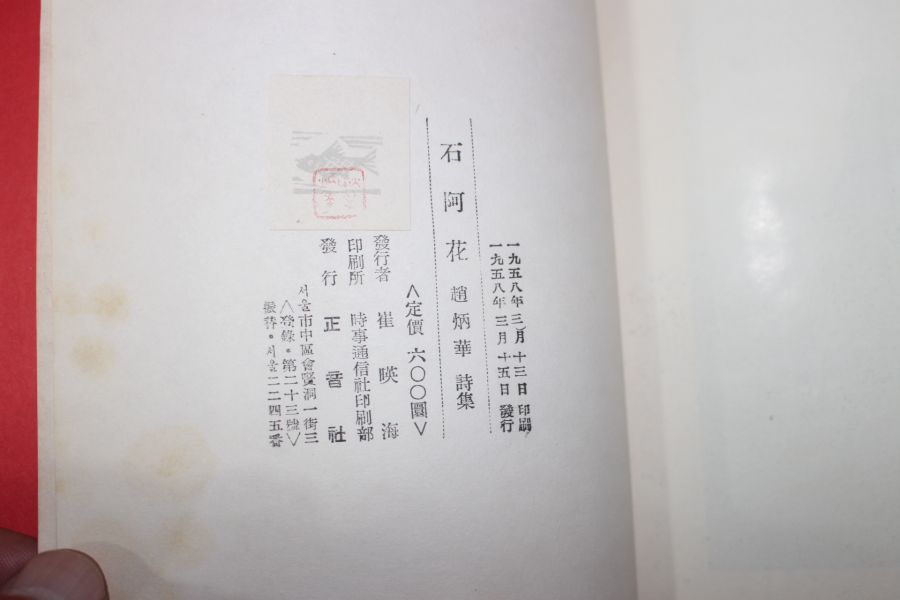 一九五八年 三月 十三日 印刷
一九五八年 三月 十五日 發行
石阿花 趙炳華 詩集
<定價 六〇〇圜>
發行者 崔暎海
印刷所 時事通信社印刷部
發行 正音社
서울市中區會賢洞一街三
<登錄・第二十三號>
振替・서울二二四五番